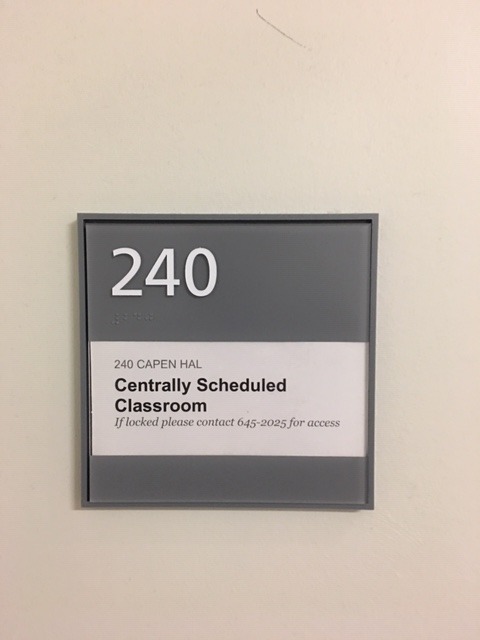 240
240 CAPEN HAL
Centrally Scheduled
Classroom
If locked please contact 645-2025 for access